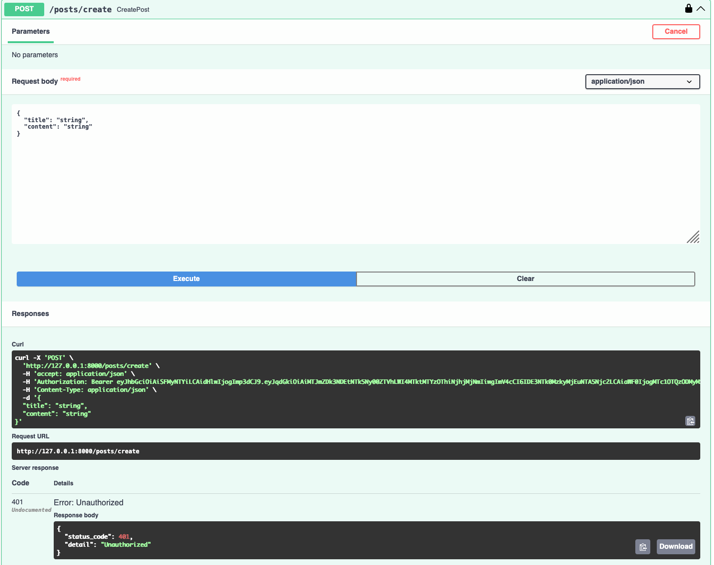 POST /posts/create CreatePost
Parameters
Cancel
No parameters
Request body required
application/json
{
"title": "string",
"content": "string"
}
Execute
Clear
Responses
Curl
curl -X 'POST' \
'http://127.0.0.1:8000/posts/create' \
-H 'accept: application/json' \
-H 'Authorization: Bearer
-H 'Content-Type: application/json' \
-d '{
"title": "string",
"content": "string"
}'
Request URL
http://127.0.0.1:8000/posts/create
Server response
Code
Details
401
Undocumented
Error: Unauthorized
Response body
{
"status_code": 401,
"detail": "Unauthorized"
}
Download